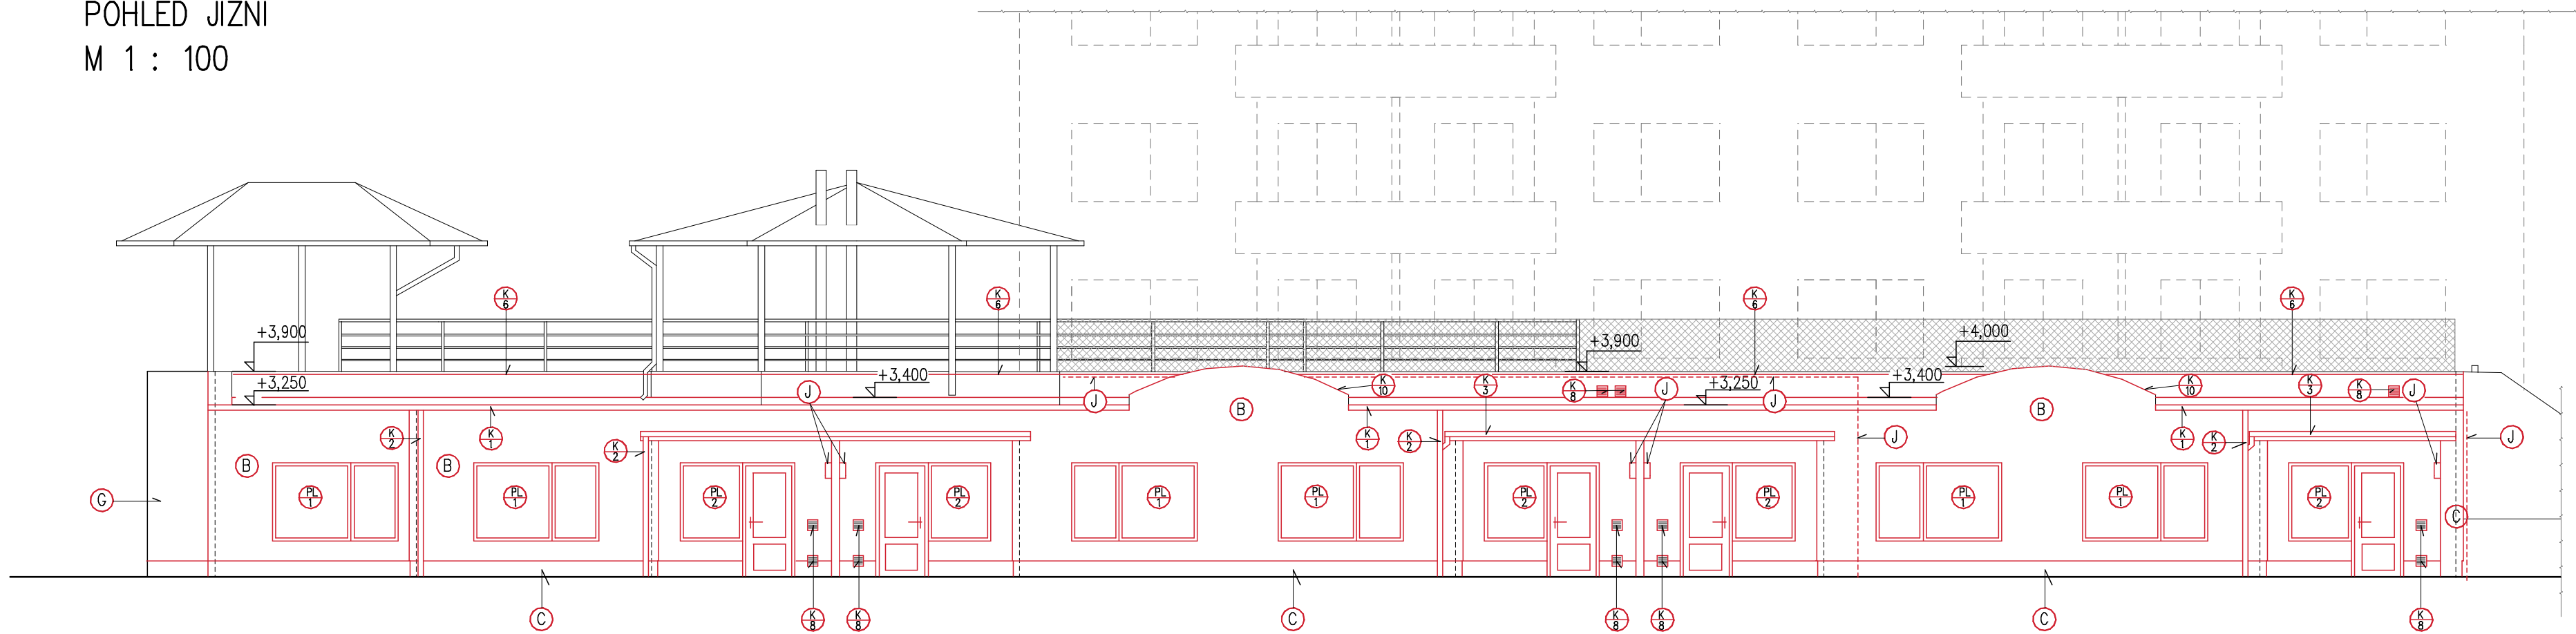 POHLED JIZNI
M 1 : 100
K 6
K 6
K 6
K 6
+3,900
+3,900
+4,000
+3,250
+3,400
J
J
K 10
K 3
K 8
J
+3,250
J
+3,400
K 10
K 3
K 8
J
B
B
K 2
K 1
K 2
K 1
K 2
J
K 1
K 2
J
B
B
G
PL 1
PL 1
PL 2
PL 2
PL 1
PL 1
PL 2
PL 2
PL 1
PL 1
PL 2
C
C
K 8
K 8
C
K 8
K 8
C
K 8